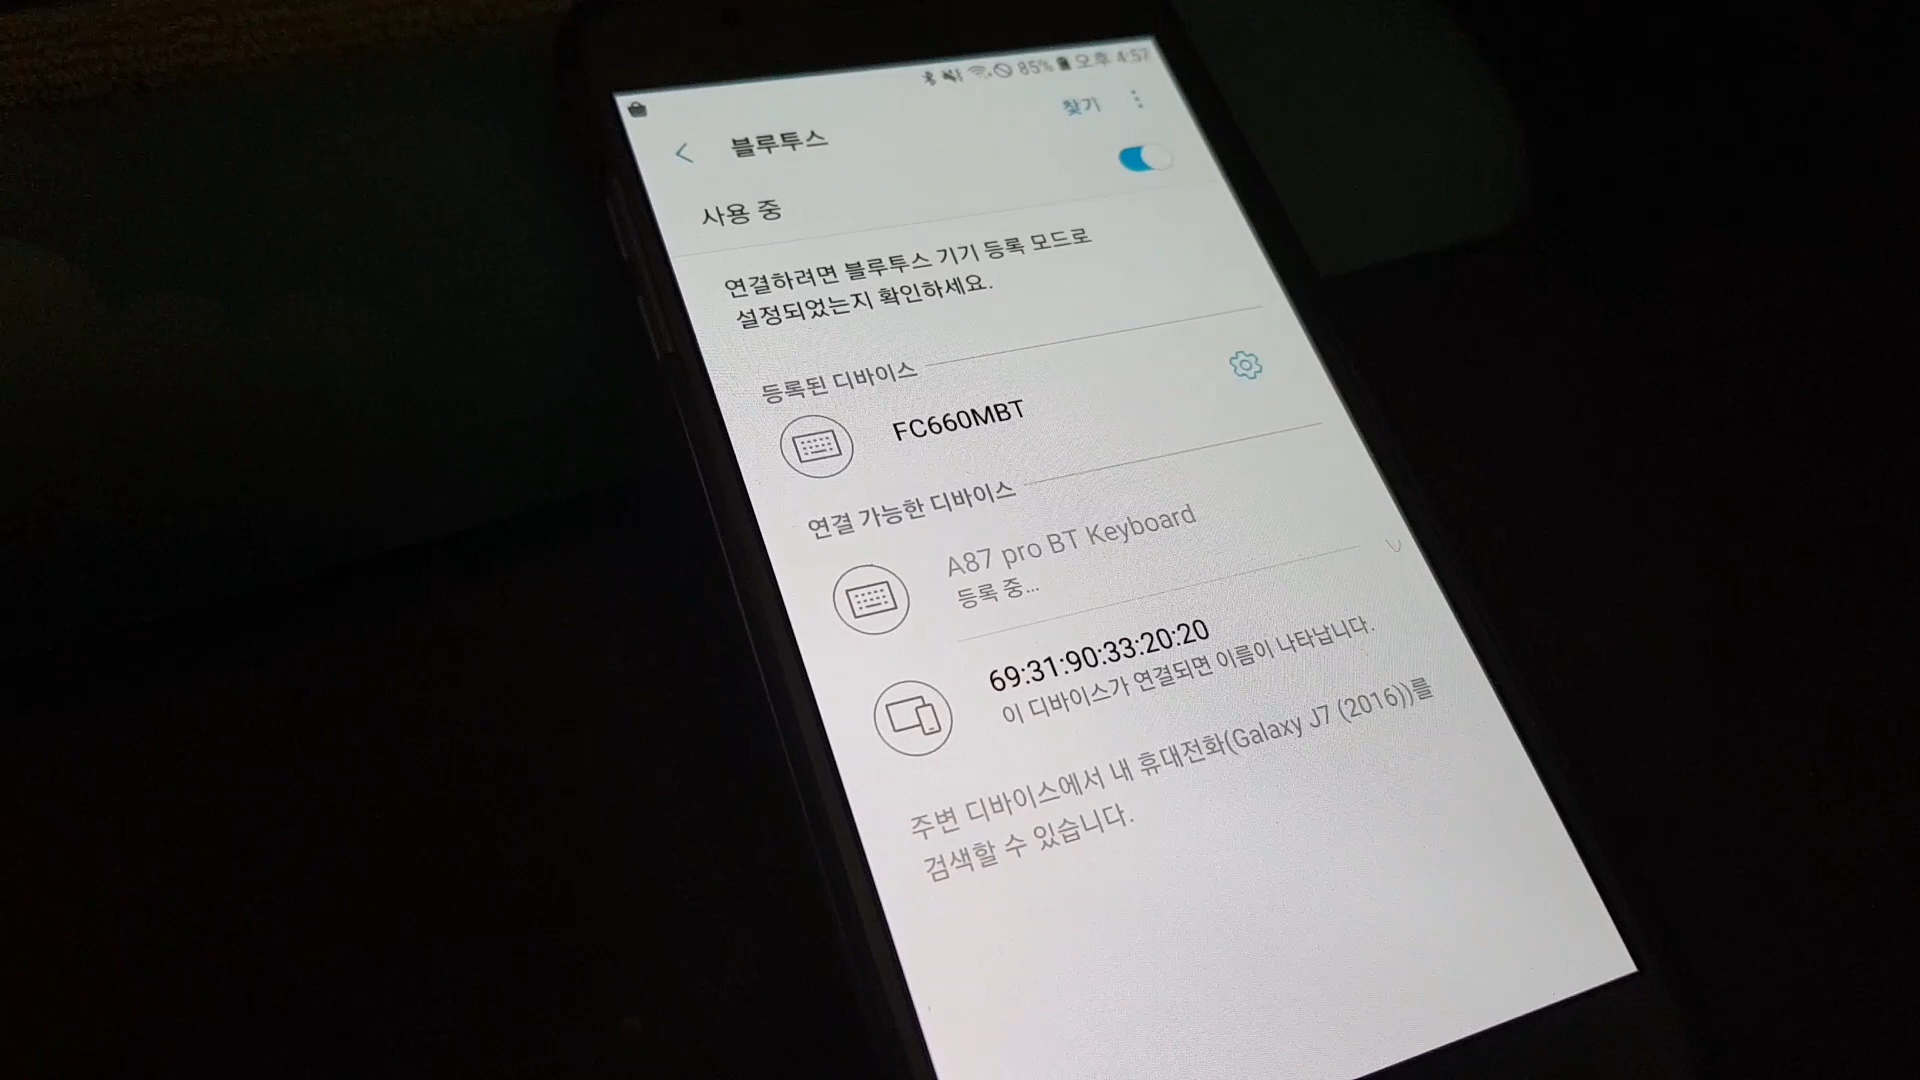 85% 오후 4:57
블루투스
찾기
사용 중
연결하려면 블루투스 기기 등록 모드로
설정되었는지 확인하세요.
등록된 디바이스
FC660MBT
연결 가능한 디바이스
A87 pro BT Keyboard
등록 중...
69:31:90:33:20:20
이 디바이스가 연결되면 이름이 나타납니다.
주변 디바이스에서 내 휴대전화(Galaxy J7 (2016))를
검색할 수 있습니다.